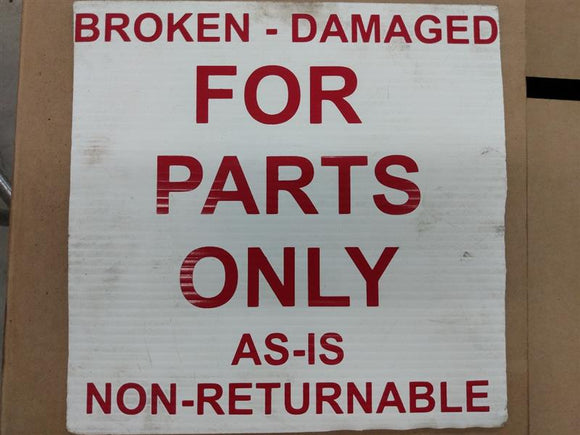 BROKEN - DAMAGED
FOR
PARTS
ONLY
AS-IS
NON-RETURNABLE